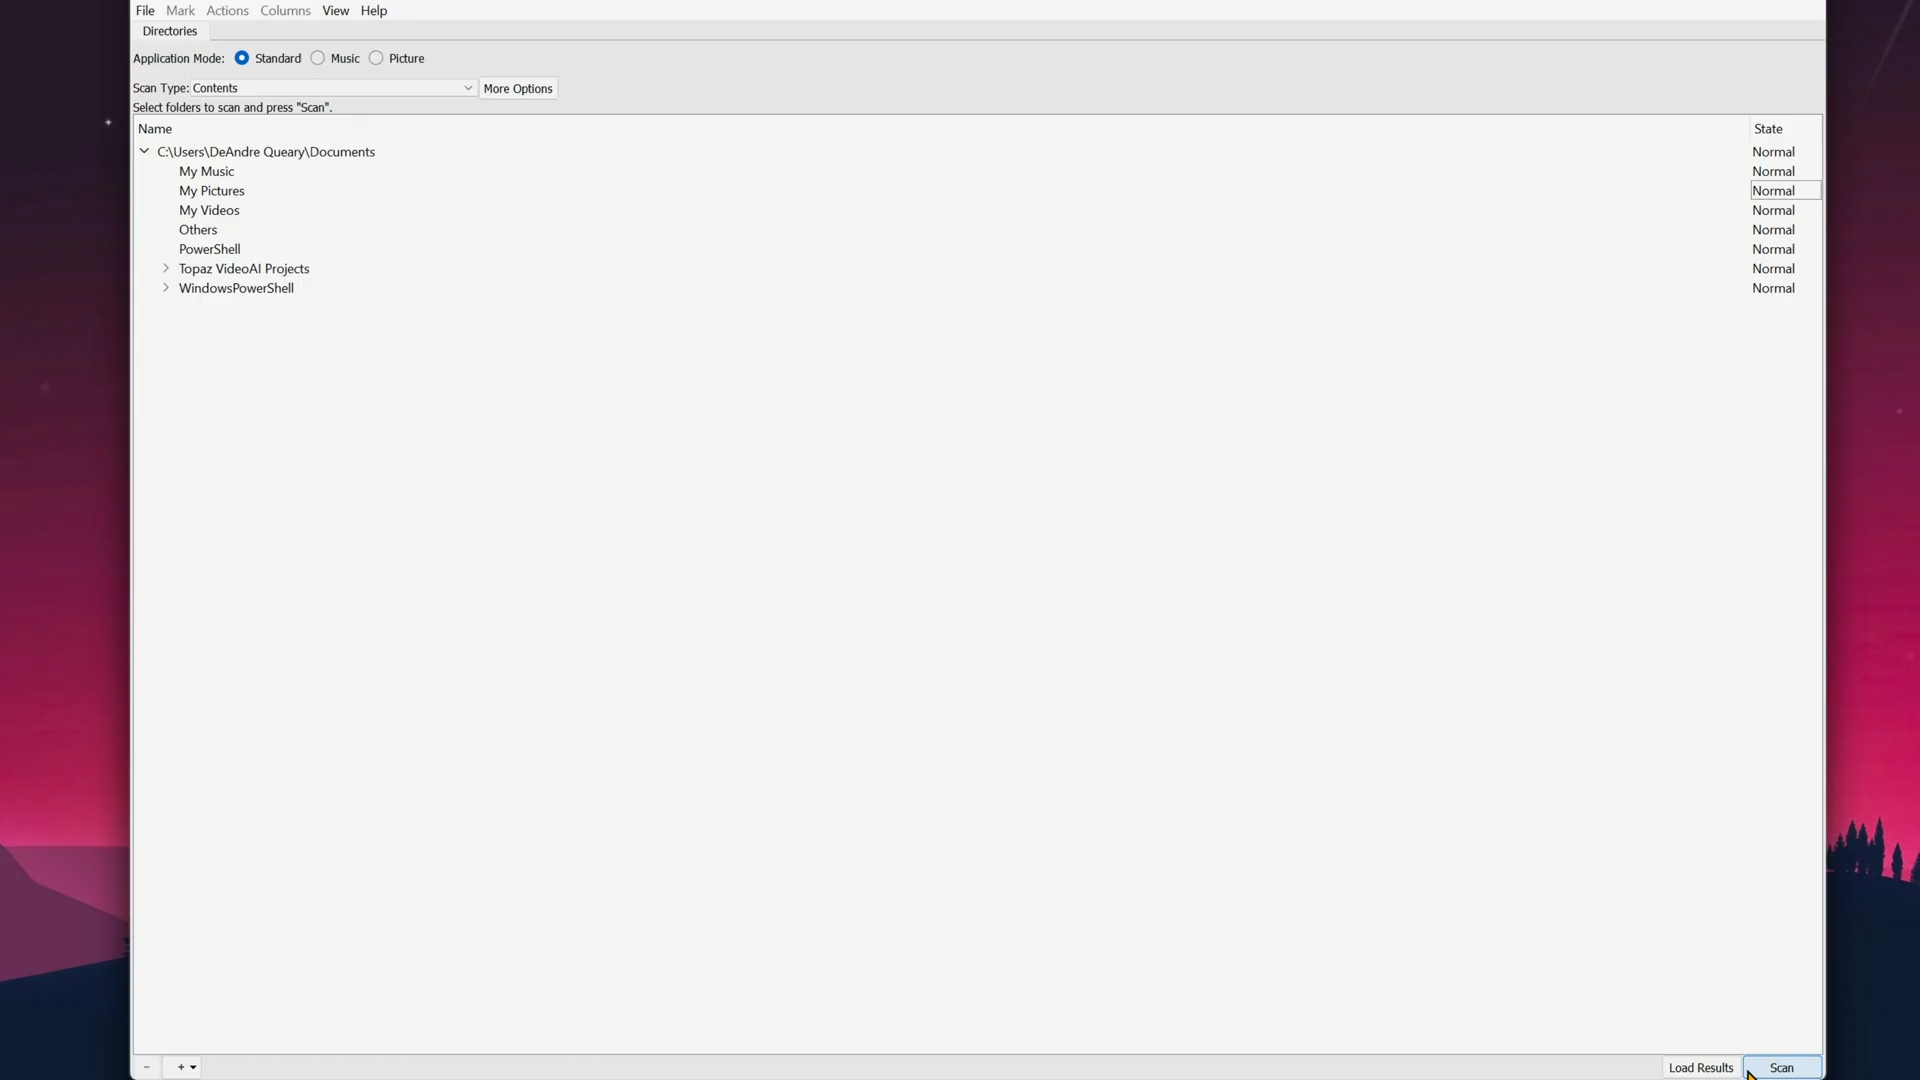 File Mark Actions Columns View Help
Directories
Application Mode: Standard Music Picture
Scan Type: Contents More Options
Select folders to scan and press "Scan".
Name State
C:\Users\DeAndre Queary\Documents Normal
My Music Normal
My Pictures Normal
My Videos Normal
Others Normal
PowerShell Normal
Topaz VideoAI Projects Normal
WindowsPowerShell Normal
− + Load Results Scan